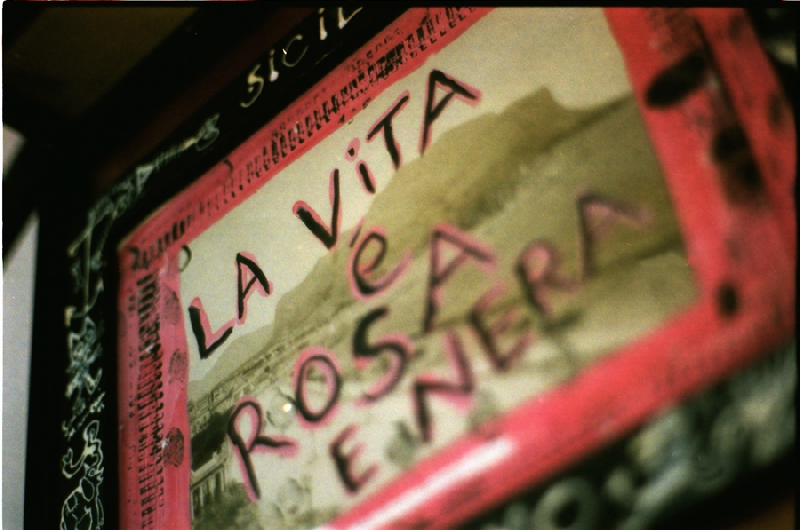 SICIL
LA VITA
è
ROSA
E NERA